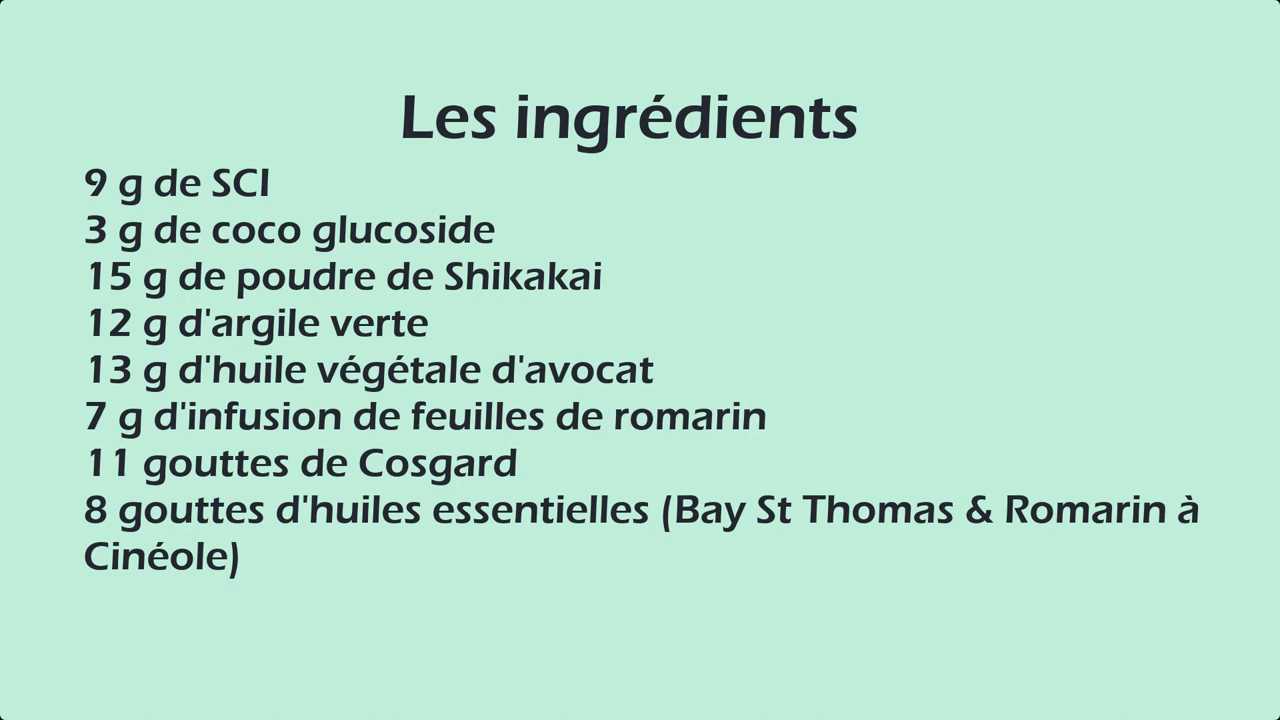 Les ingrédients
9 g de SCI
3 g de coco glucoside
15 g de poudre de Shikakai
12 g d'argile verte
13 g d'huile végétale d'avocat
7 g d'infusion de feuilles de romarin
11 gouttes de Cosgard
8 gouttes d'huiles essentielles (Bay St Thomas & Romarin à
Cinéole)